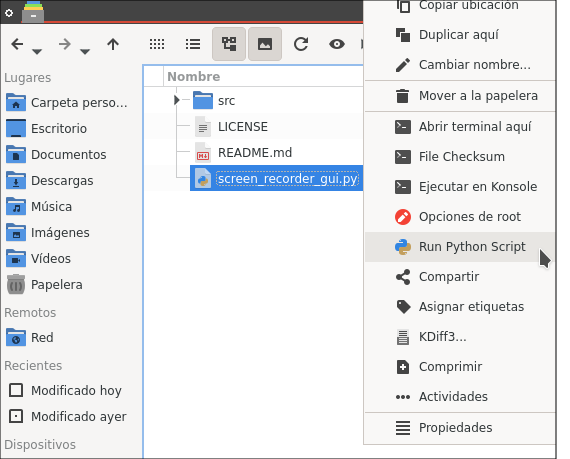 Copiar ubicación
Duplicar aquí
Cambiar nombre...
Mover a la papelera
Abrir terminal aquí
File Checksum
Ejecutar en Konsole
Opciones de root
Run Python Script
Compartir
Asignar etiquetas
KDiff3...
Comprimir
Actividades
Propiedades
Lugares
Carpeta perso...
Escritorio
Documentos
Descargas
Música
Imágenes
Vídeos
Papelera
Remotos
Red
Recientes
Modificado hoy
Modificado ayer
Dispositivos
Nombre
src
LICENSE
README.md
screen_recorder_gui.py